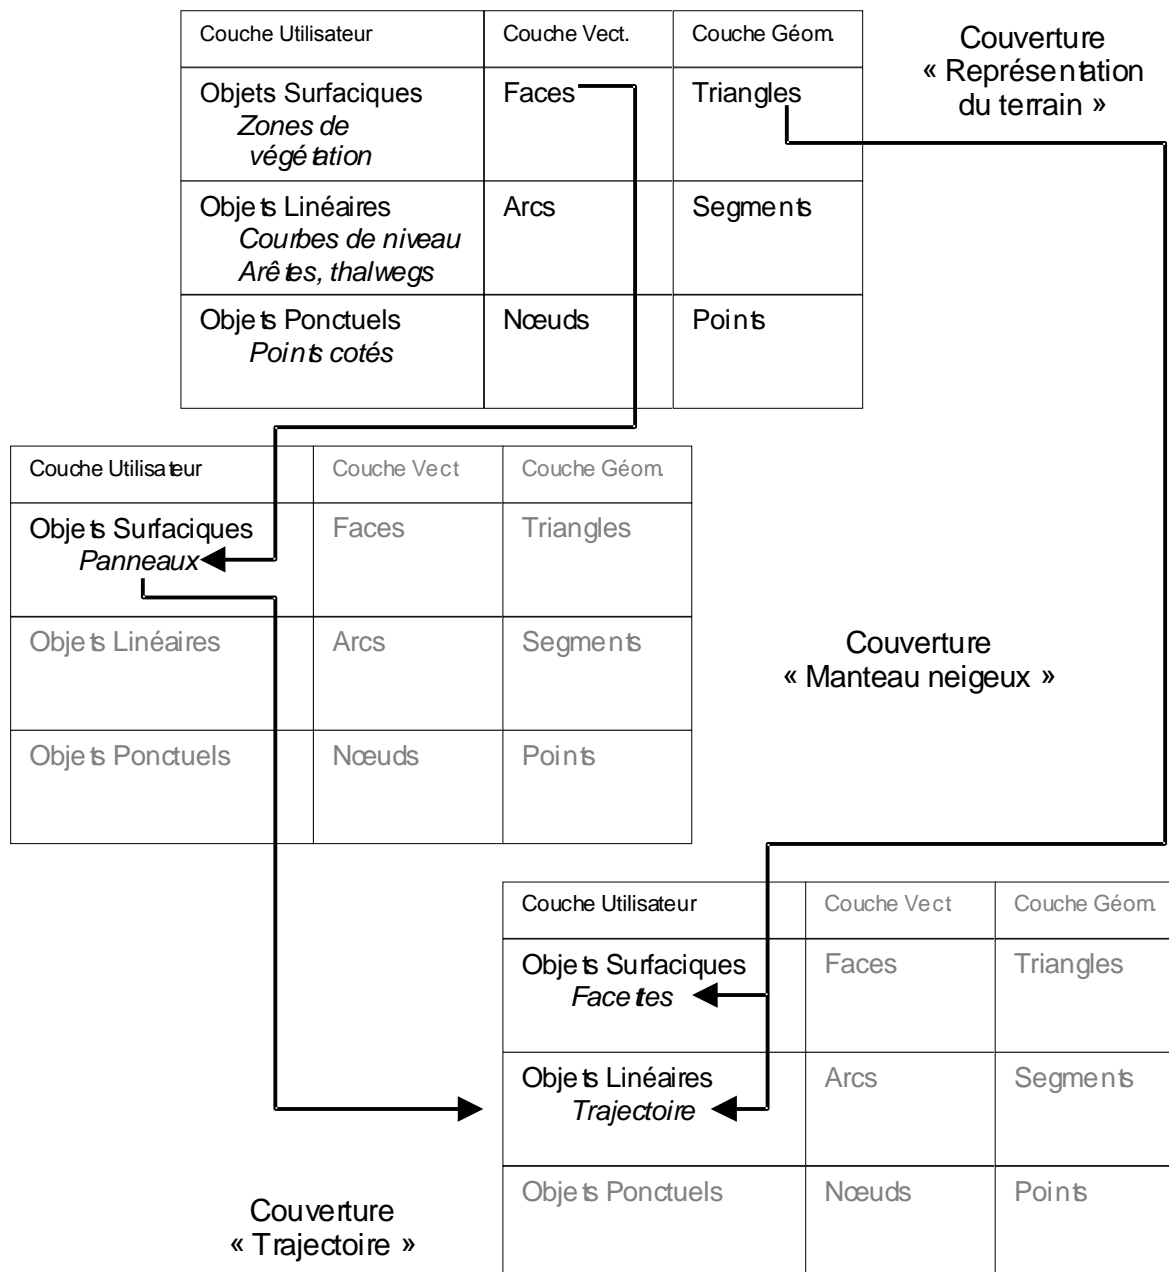 Couche Utilisateur Couche Vect. Couche Géom.
Objets Surfaciques Faces Triangles
Zones de
végétation
Objets Linéaires Arcs Segments
Courbes de niveau
Arêtes, thalwegs
Objets Ponctuels Nœuds Points
Points cotés
Couverture
« Représentation
du terrain »
Couche Utilisateur Couche Vect Couche Géom.
Objets Surfaciques Faces Triangles
Panneaux
Objets Linéaires Arcs Segments
Objets Ponctuels Nœuds Points
Couverture
« Manteau neigeux »
Couche Utilisateur Couche Vect Couche Géom.
Objets Surfaciques Faces Triangles
Facettes
Objets Linéaires Arcs Segments
Trajectoire
Objets Ponctuels Nœuds Points
Couverture
« Trajectoire »